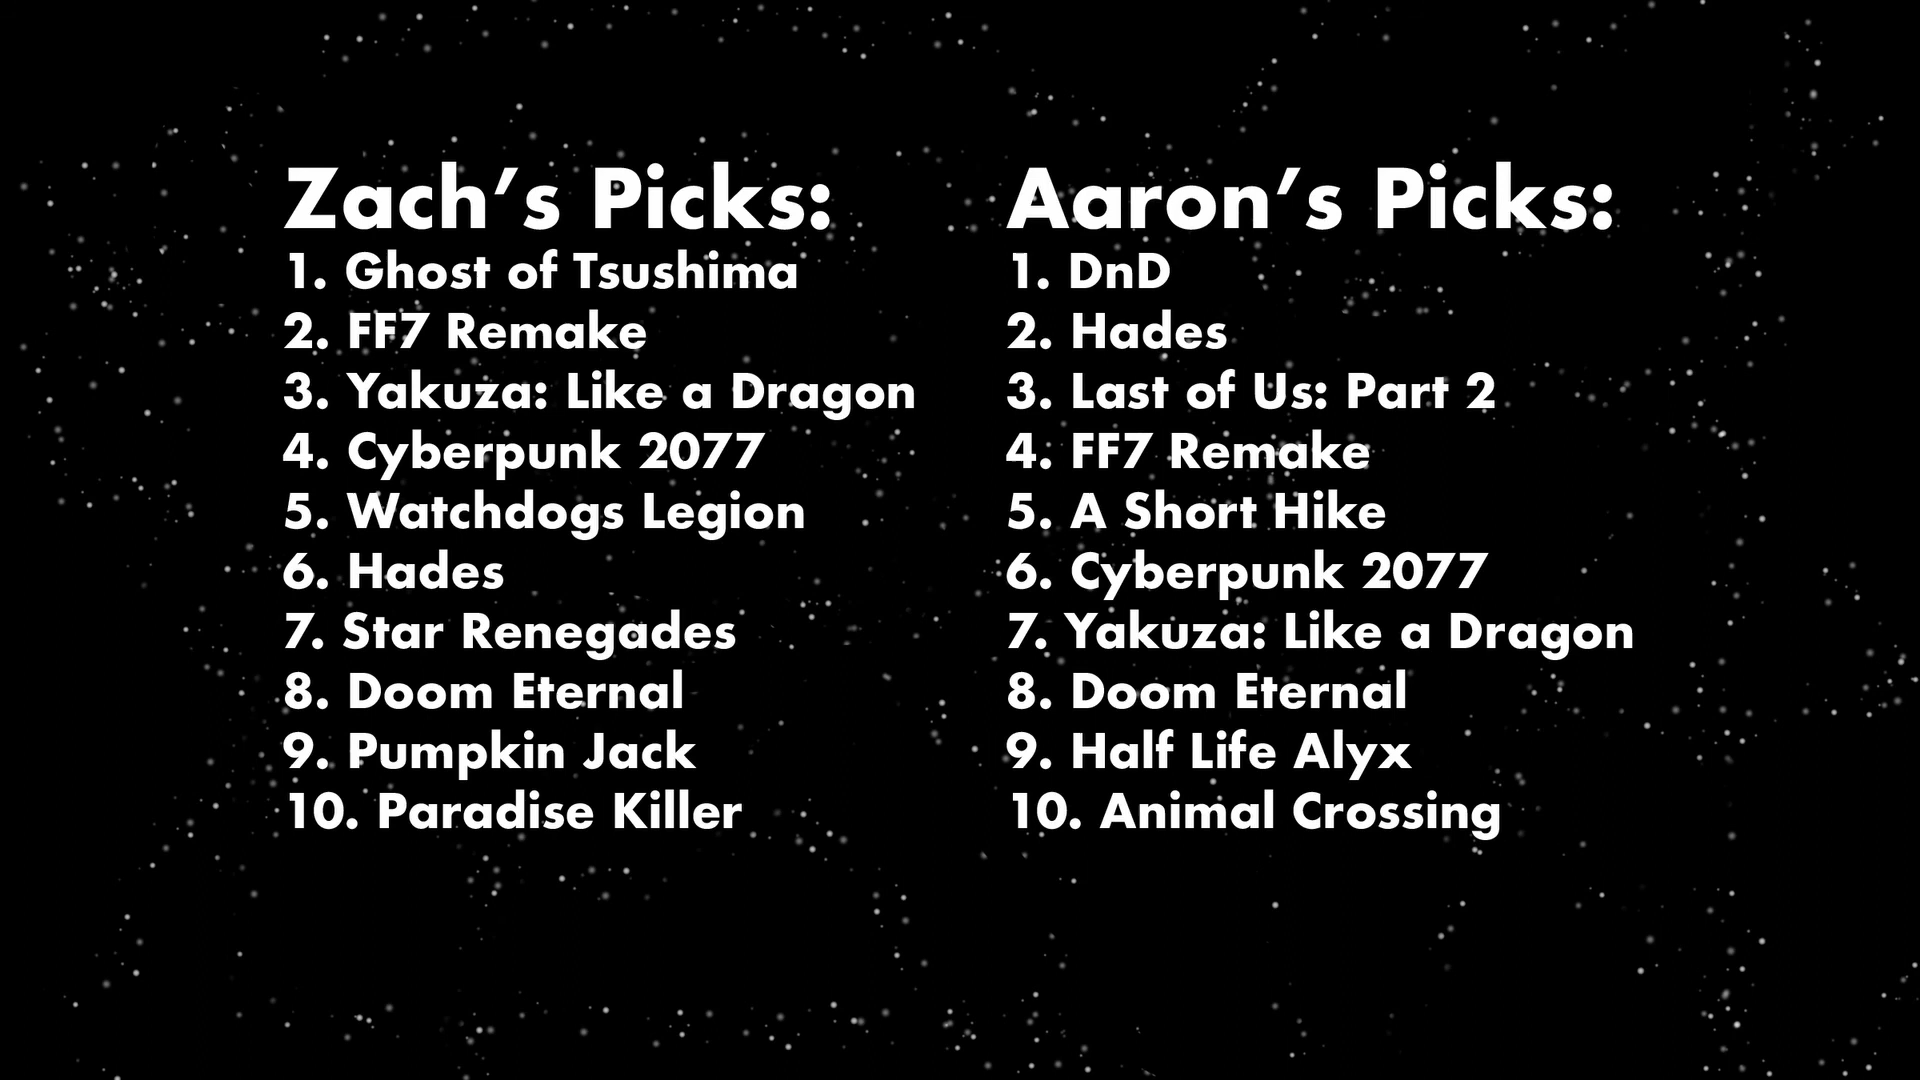 Zach’s Picks:
1. Ghost of Tsushima
2. FF7 Remake
3. Yakuza: Like a Dragon
4. Cyberpunk 2077
5. Watchdogs Legion
6. Hades
7. Star Renegades
8. Doom Eternal
9. Pumpkin Jack
10. Paradise Killer
Aaron’s Picks:
1. DnD
2. Hades
3. Last of Us: Part 2
4. FF7 Remake
5. A Short Hike
6. Cyberpunk 2077
7. Yakuza: Like a Dragon
8. Doom Eternal
9. Half Life Alyx
10. Animal Crossing